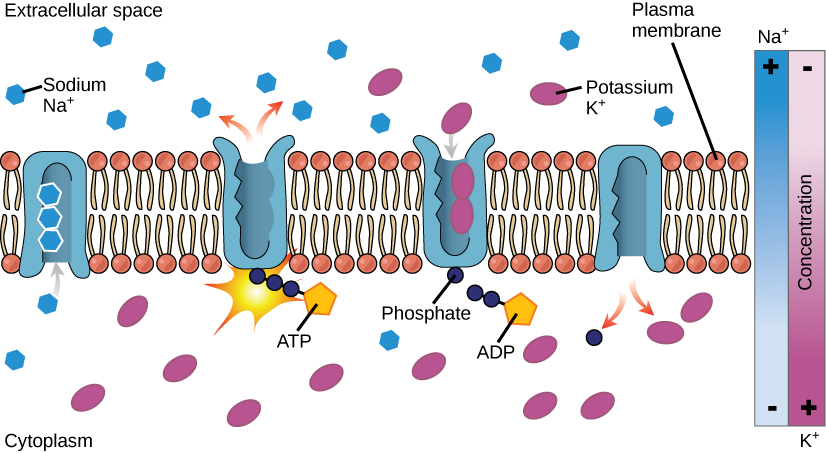 Extracellular space
Plasma
membrane
Na+
+
-
Sodium
Na+
Potassium
K+
Concentration
Phosphate
ATP
ADP
-
+
Cytoplasm
K+